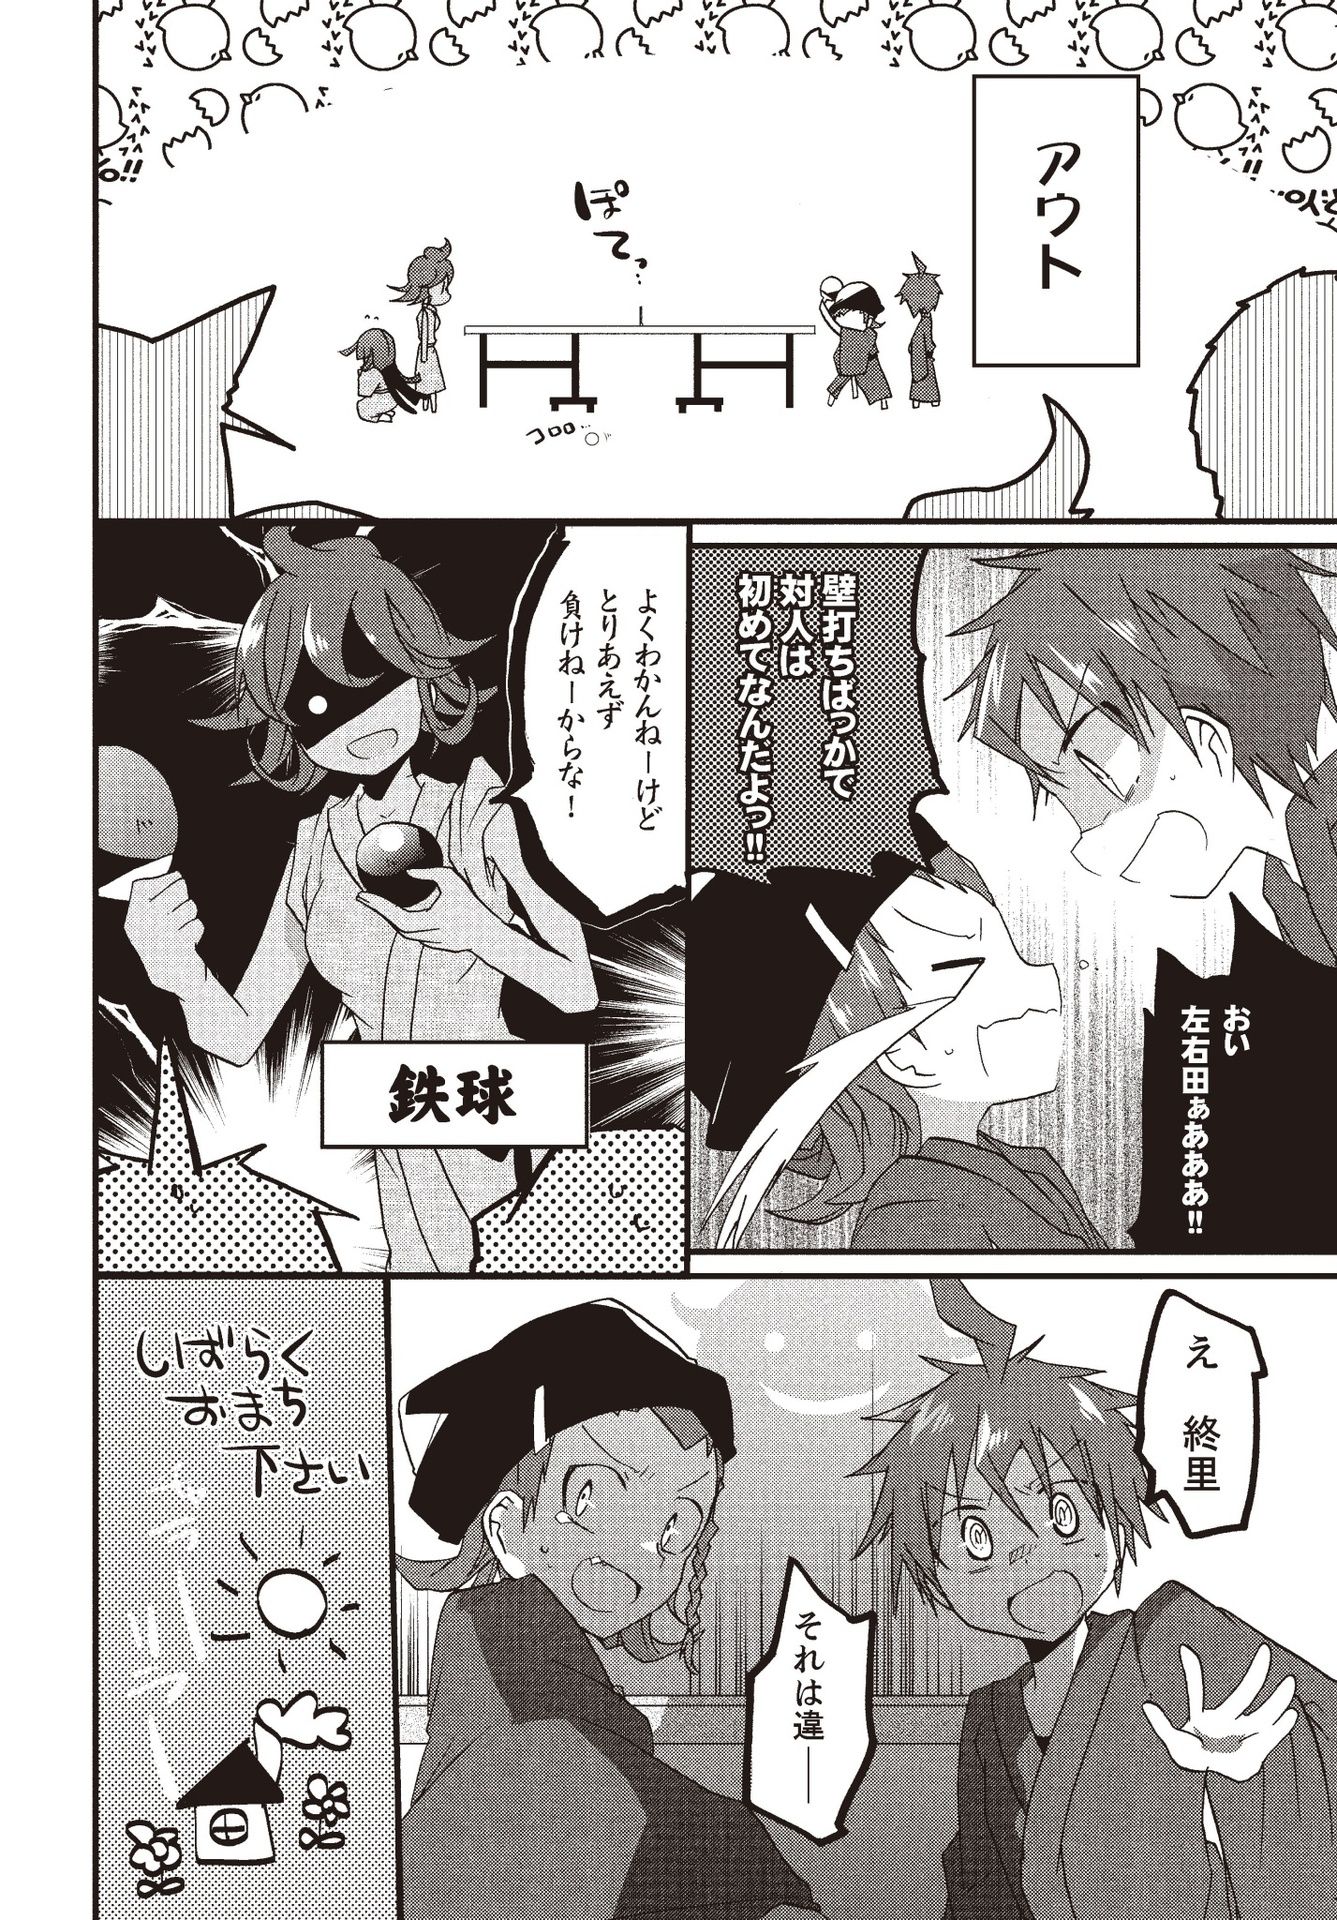 アウト
ぽてっ
コロロ…
おい
左右田ぁあああ!!
壁打ちばっかで
対人は
初めてなんだよっ!!
よくわかんねーけど
とりあえず
負けねーからな!
鉄球
え 終里
それは違―
しばらく
おまち
下さい